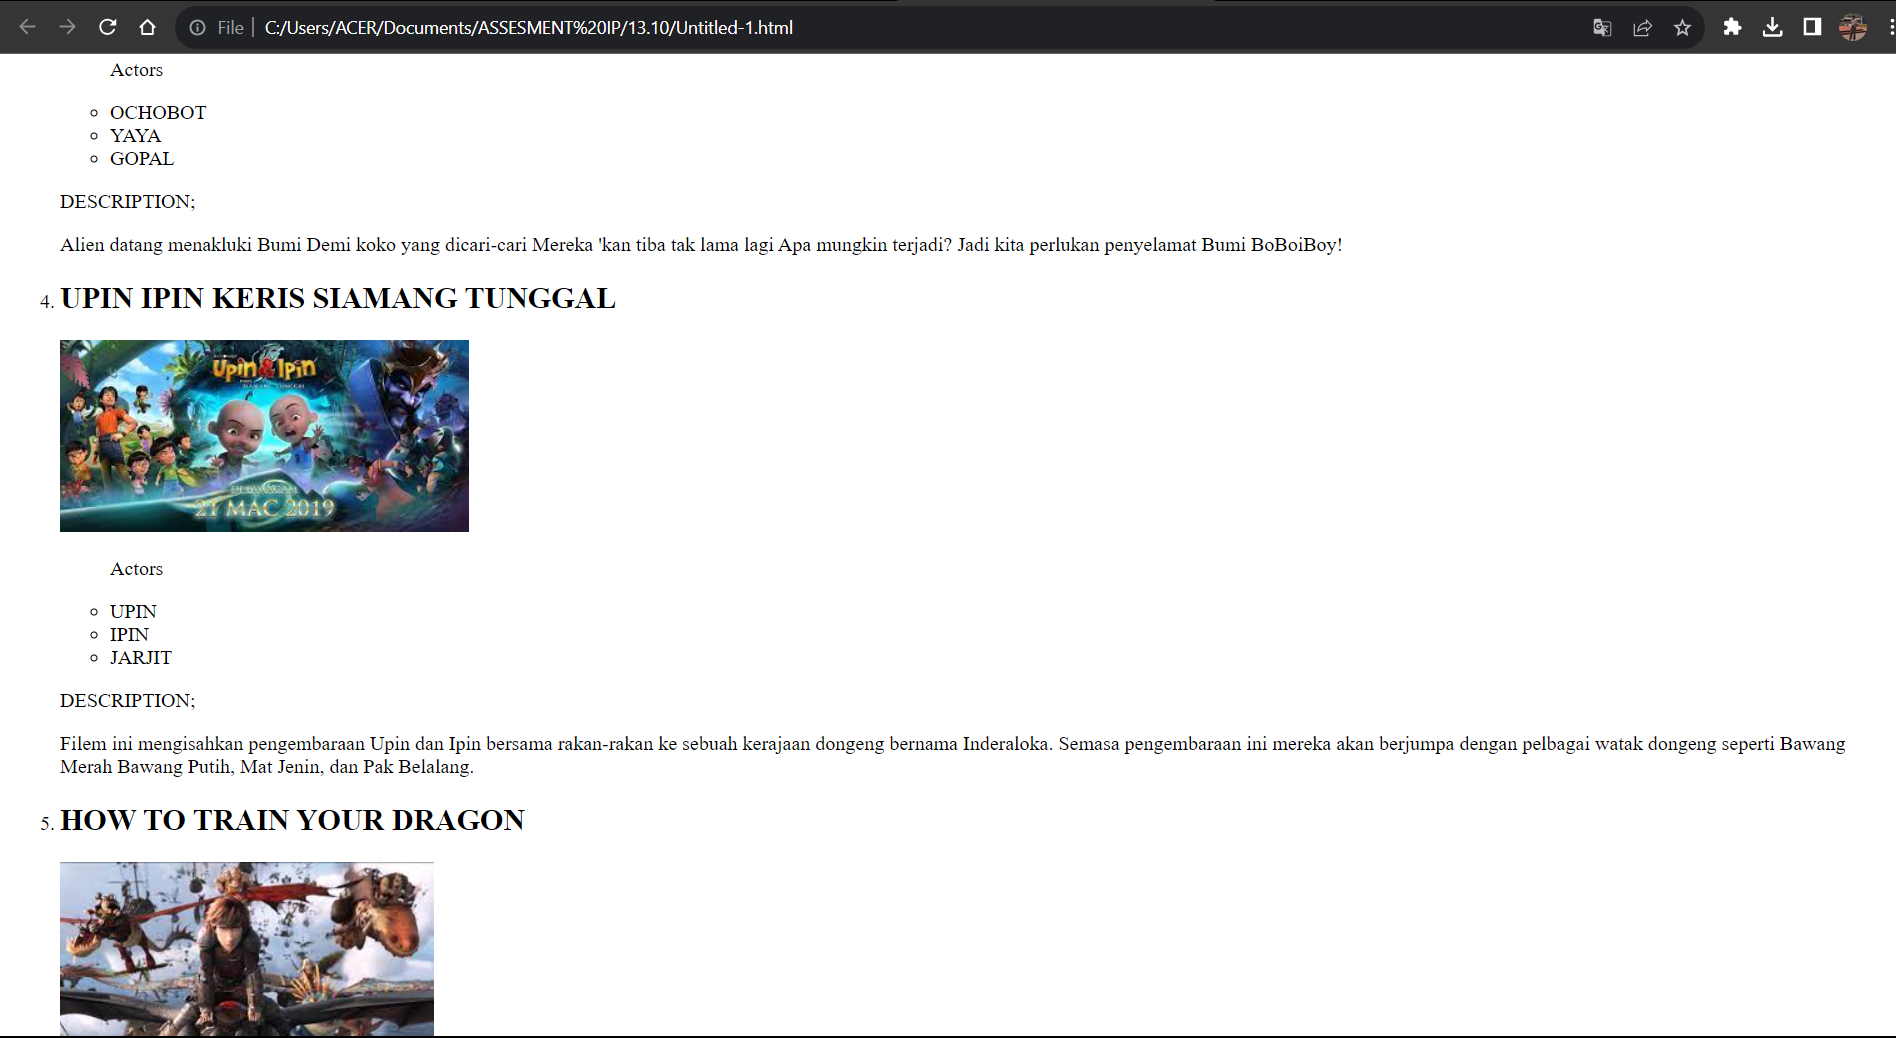 File
C:/Users/ACER/Documents/ASSESMENT%20IP/13.10/Untitled-1.html
Actors
OCHOBOT
YAYA
GOPAL
DESCRIPTION;
Alien datang menakluki Bumi Demi koko yang dicari-cari Mereka 'kan tiba tak lama lagi Apa mungkin terjadi? Jadi kita perlukan penyelamat Bumi BoBoiBoy!
4. UPIN IPIN KERIS SIAMANG TUNGGAL
Upin & Ipin
SIAMANG TUNGGAL
DI PAWAGAM
21 MAC 2019
Actors
UPIN
IPIN
JARJIT
DESCRIPTION;
Filem ini mengisahkan pengembaraan Upin dan Ipin bersama rakan-rakan ke sebuah kerajaan dongeng bernama Inderaloka. Semasa pengembaraan ini mereka akan berjumpa dengan pelbagai watak dongeng seperti Bawang
Merah Bawang Putih, Mat Jenin, dan Pak Belalang.
5. HOW TO TRAIN YOUR DRAGON